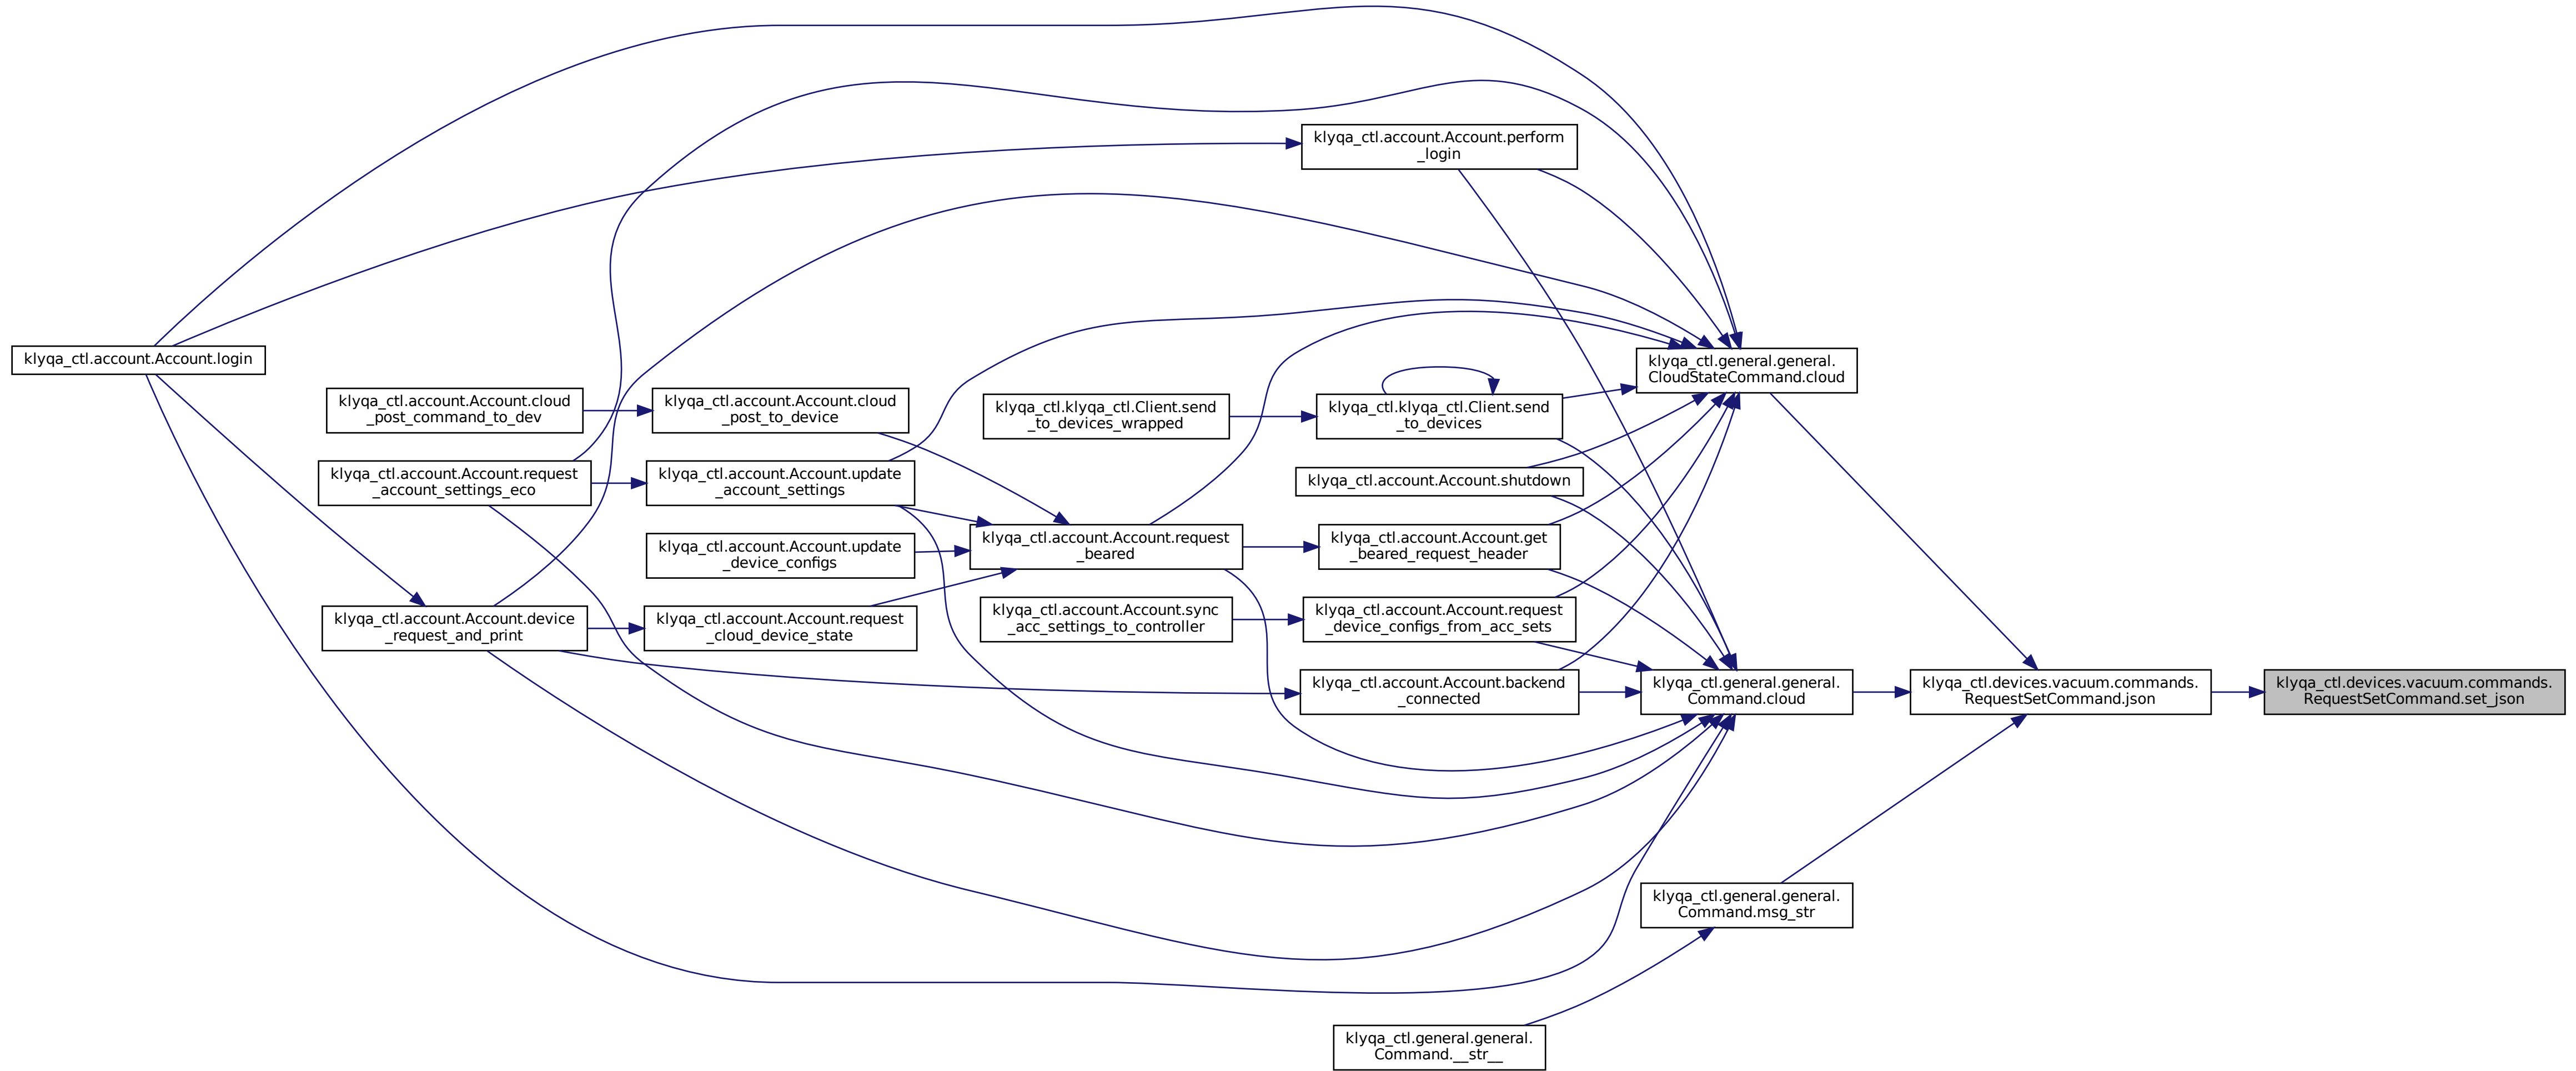 klyqa_ctl.account.Account.login
klyqa_ctl.account.Account.cloud
_post_command_to_dev
klyqa_ctl.account.Account.request
_account_settings_eco
klyqa_ctl.account.Account.device
_request_and_print
klyqa_ctl.account.Account.cloud
_post_to_device
klyqa_ctl.account.Account.update
_account_settings
klyqa_ctl.account.Account.update
_device_configs
klyqa_ctl.account.Account.request
_cloud_device_state
klyqa_ctl.klyqa_ctl.Client.send
_to_devices_wrapped
klyqa_ctl.account.Account.request
_beared
klyqa_ctl.account.Account.sync
_acc_settings_to_controller
klyqa_ctl.account.Account.perform
_login
klyqa_ctl.klyqa_ctl.Client.send
_to_devices
klyqa_ctl.account.Account.shutdown
klyqa_ctl.account.Account.get
_beared_request_header
klyqa_ctl.account.Account.request
_device_configs_from_acc_sets
klyqa_ctl.account.Account.backend
_connected
klyqa_ctl.general.general.
Command.__str__
klyqa_ctl.general.general.
CloudStateCommand.cloud
klyqa_ctl.general.general.
Command.cloud
klyqa_ctl.general.general.
Command.msg_str
klyqa_ctl.devices.vacuum.commands.
RequestSetCommand.json
klyqa_ctl.devices.vacuum.commands.
RequestSetCommand.set_json